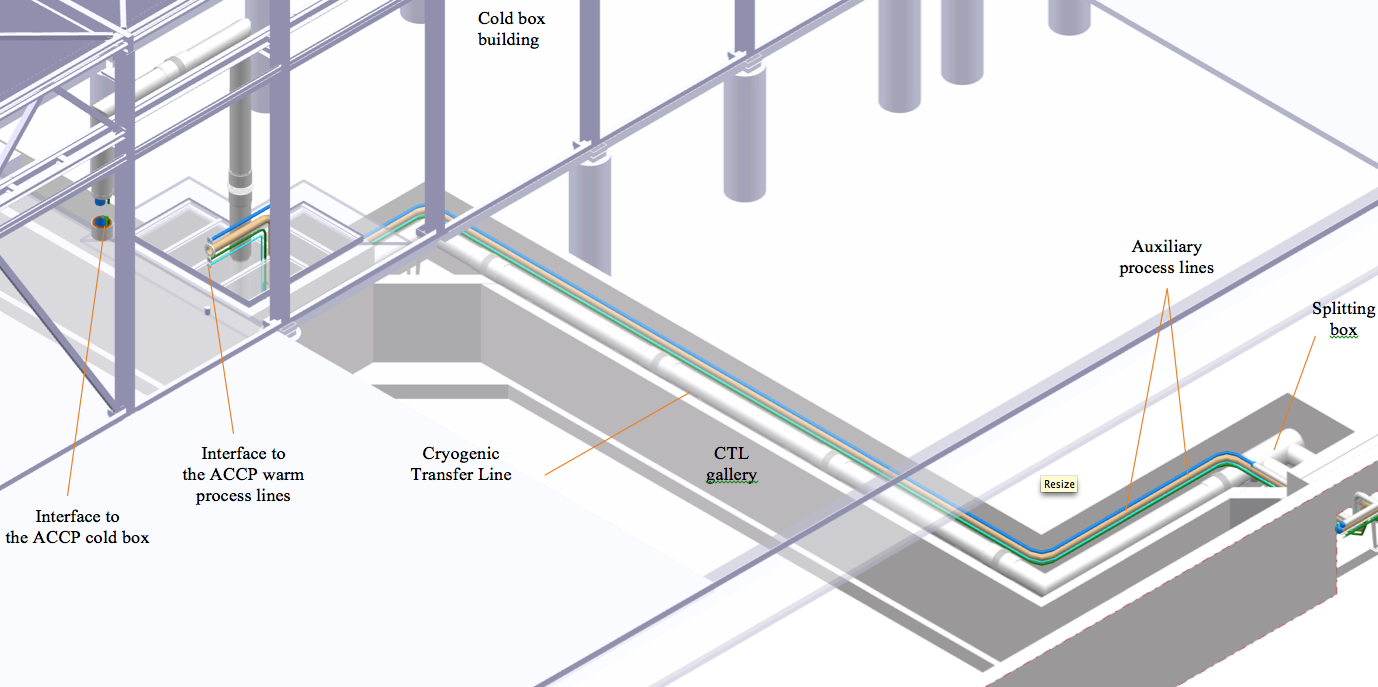 Cold box
building
Auxiliary
process lines
Splitting
box
Interface to
the ACCP warm
process lines
Cryogenic
Transfer Line
CTL
gallery
Resize
Interface to
the ACCP cold box